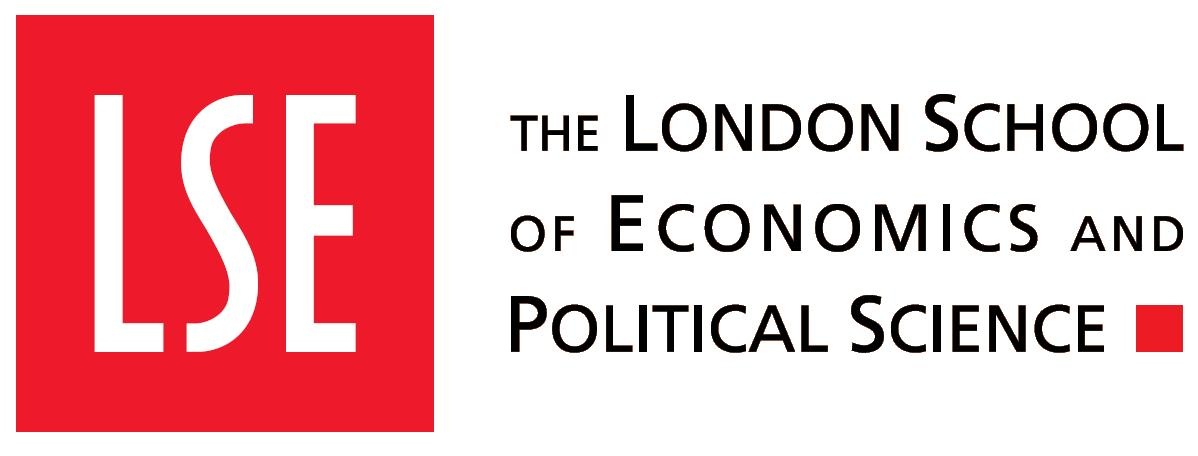 LSE
THE LONDON SCHOOL
OF ECONOMICS AND
POLITICAL SCIENCE